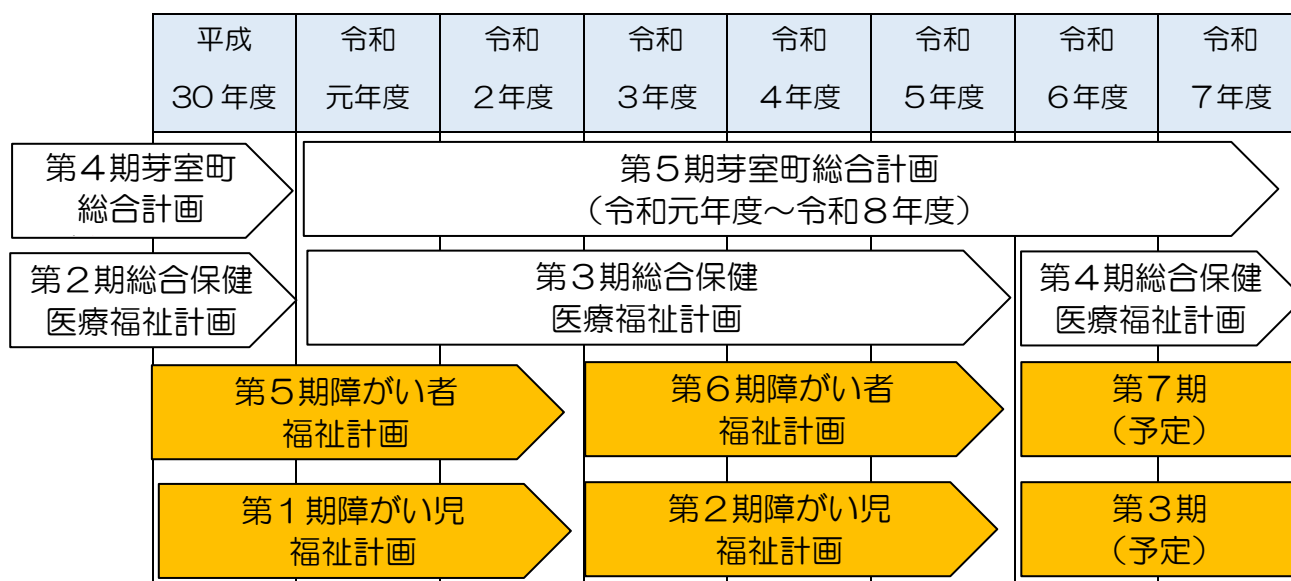 平成
30年度
令和
元年度
令和
2年度
令和
3年度
令和
4年度
令和
5年度
令和
6年度
令和
7年度
第4期芽室町
総合計画
第5期芽室町総合計画
（令和元年度～令和8年度）
第2期総合保健
医療福祉計画
第3期総合保健
医療福祉計画
第4期総合保健
医療福祉計画
第5期障がい者
福祉計画
第6期障がい者
福祉計画
第7期
（予定）
第1期障がい児
福祉計画
第2期障がい児
福祉計画
第3期
（予定）